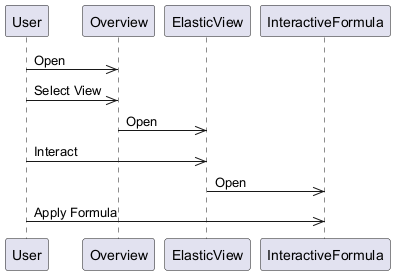 User Overview ElasticView InteractiveFormula
Open
Select View
Open
Interact
Open
Apply Formula
User Overview ElasticView InteractiveFormula